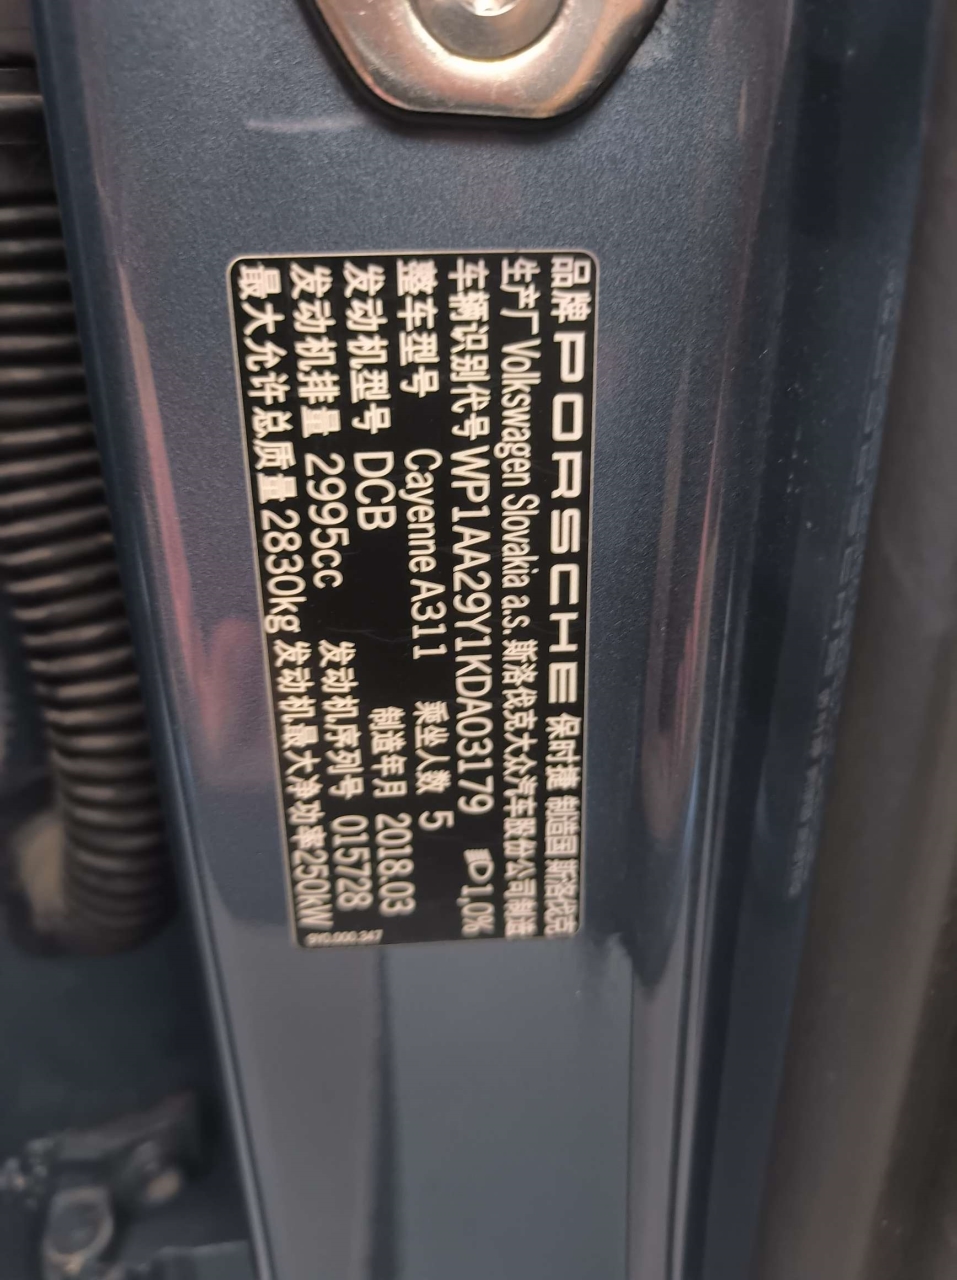 品牌 PORSCHE 保时捷 制造国 斯洛伐克
生产厂 Volkswagen Slovakia a.s. 斯洛伐克大众汽车股份公司制造
车辆识别代号 WP1AA29Y1KDA03179 1,0%
整车型号 Cayenne A311 乘坐人数 5
发动机型号 DCB 制造年月 2018.03
发动机排量 2995cc 发动机序列号 015728
最大允许总质量 2830kg 发动机最大净功率250kW
9Y0.000.347